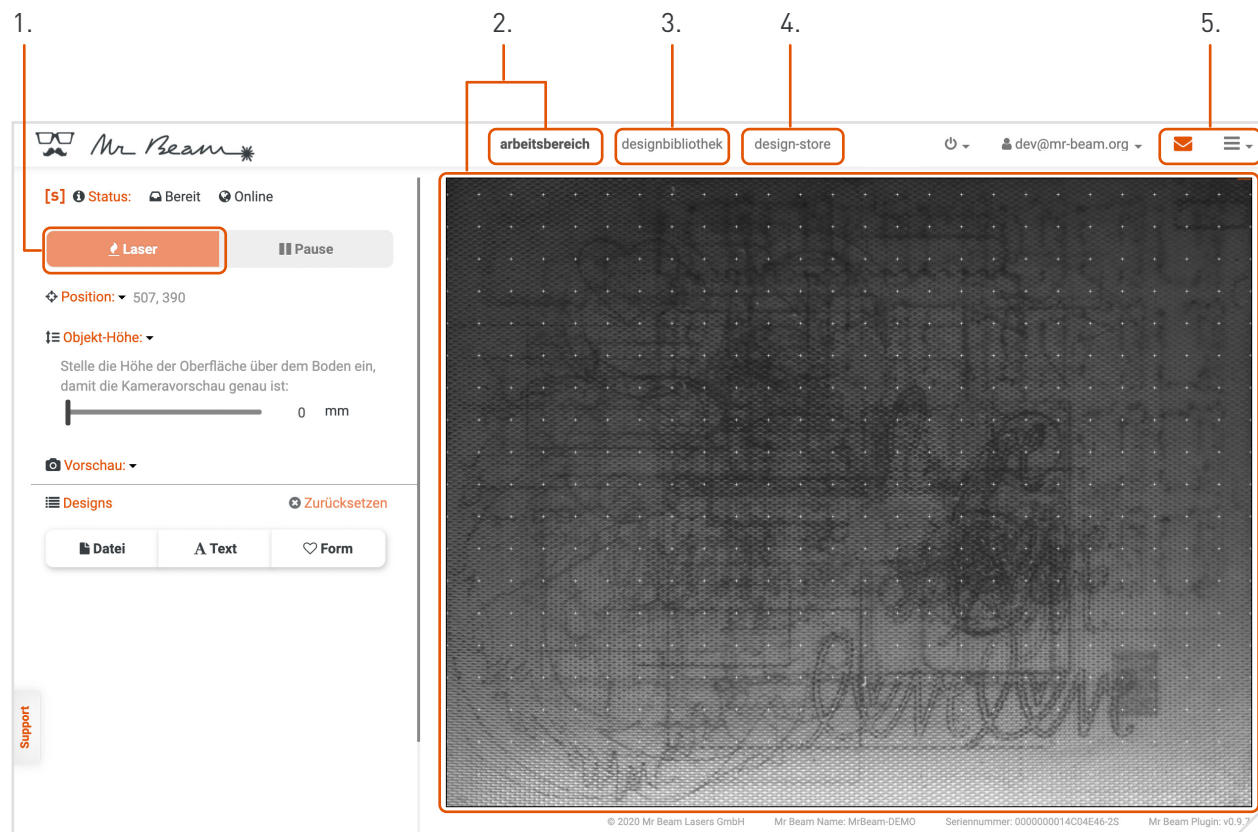 1. 2. 3. 4. 5.
Mr Beam arbeitsbereich designbibliothek design-store dev@mr-beam.org
[S] Status: Bereit Online
Laser Pause
Position: 507, 390
Objekt-Höhe:
Stelle die Höhe der Oberfläche über dem Boden ein,
damit die Kameravorschau genau ist:
0 mm
Vorschau:
Designs Zurücksetzen
Datei Text Form
Support
© 2020 Mr Beam Lasers GmbH Mr Beam Name: MrBeam-DEMO Seriennummer: 0000000014C04E46-2S Mr Beam Plugin: v0.9.7